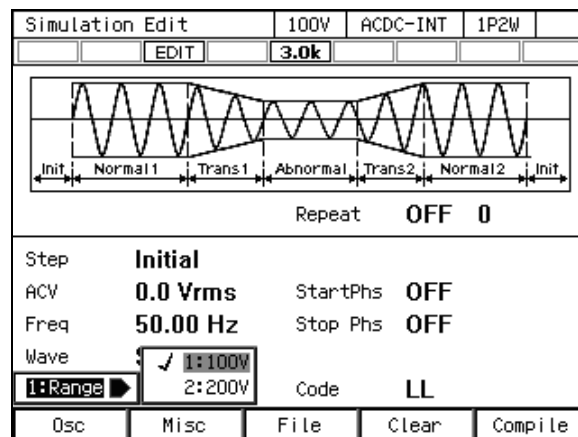 Simulation Edit 100V ACDC-INT 1P2W
EDIT 3.0k
Init Normal1 Trans1 Abnormal Trans2 Normal2 Init
Repeat OFF 0
Step Initial
ACV 0.0 Vrms StartPhs OFF
Freq 50.00 Hz Stop Phs OFF
Wave
✓ 1:100V
1:Range 2:200V Code LL
Osc Misc File Clear Compile